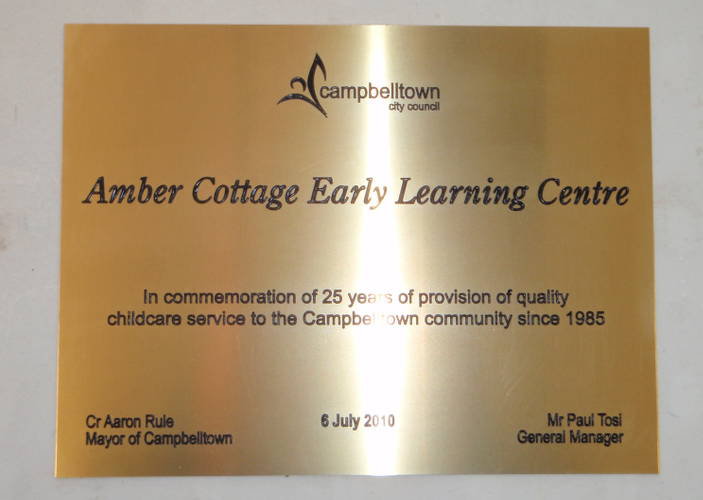 campbelltown
city council
Amber Cottage Early Learning Centre
In commemoration of 25 years of provision of quality
childcare service to the Campbelltown community since 1985
Cr Aaron Rule
Mayor of Campbelltown
6 July 2010
Mr Paul Tosi
General Manager